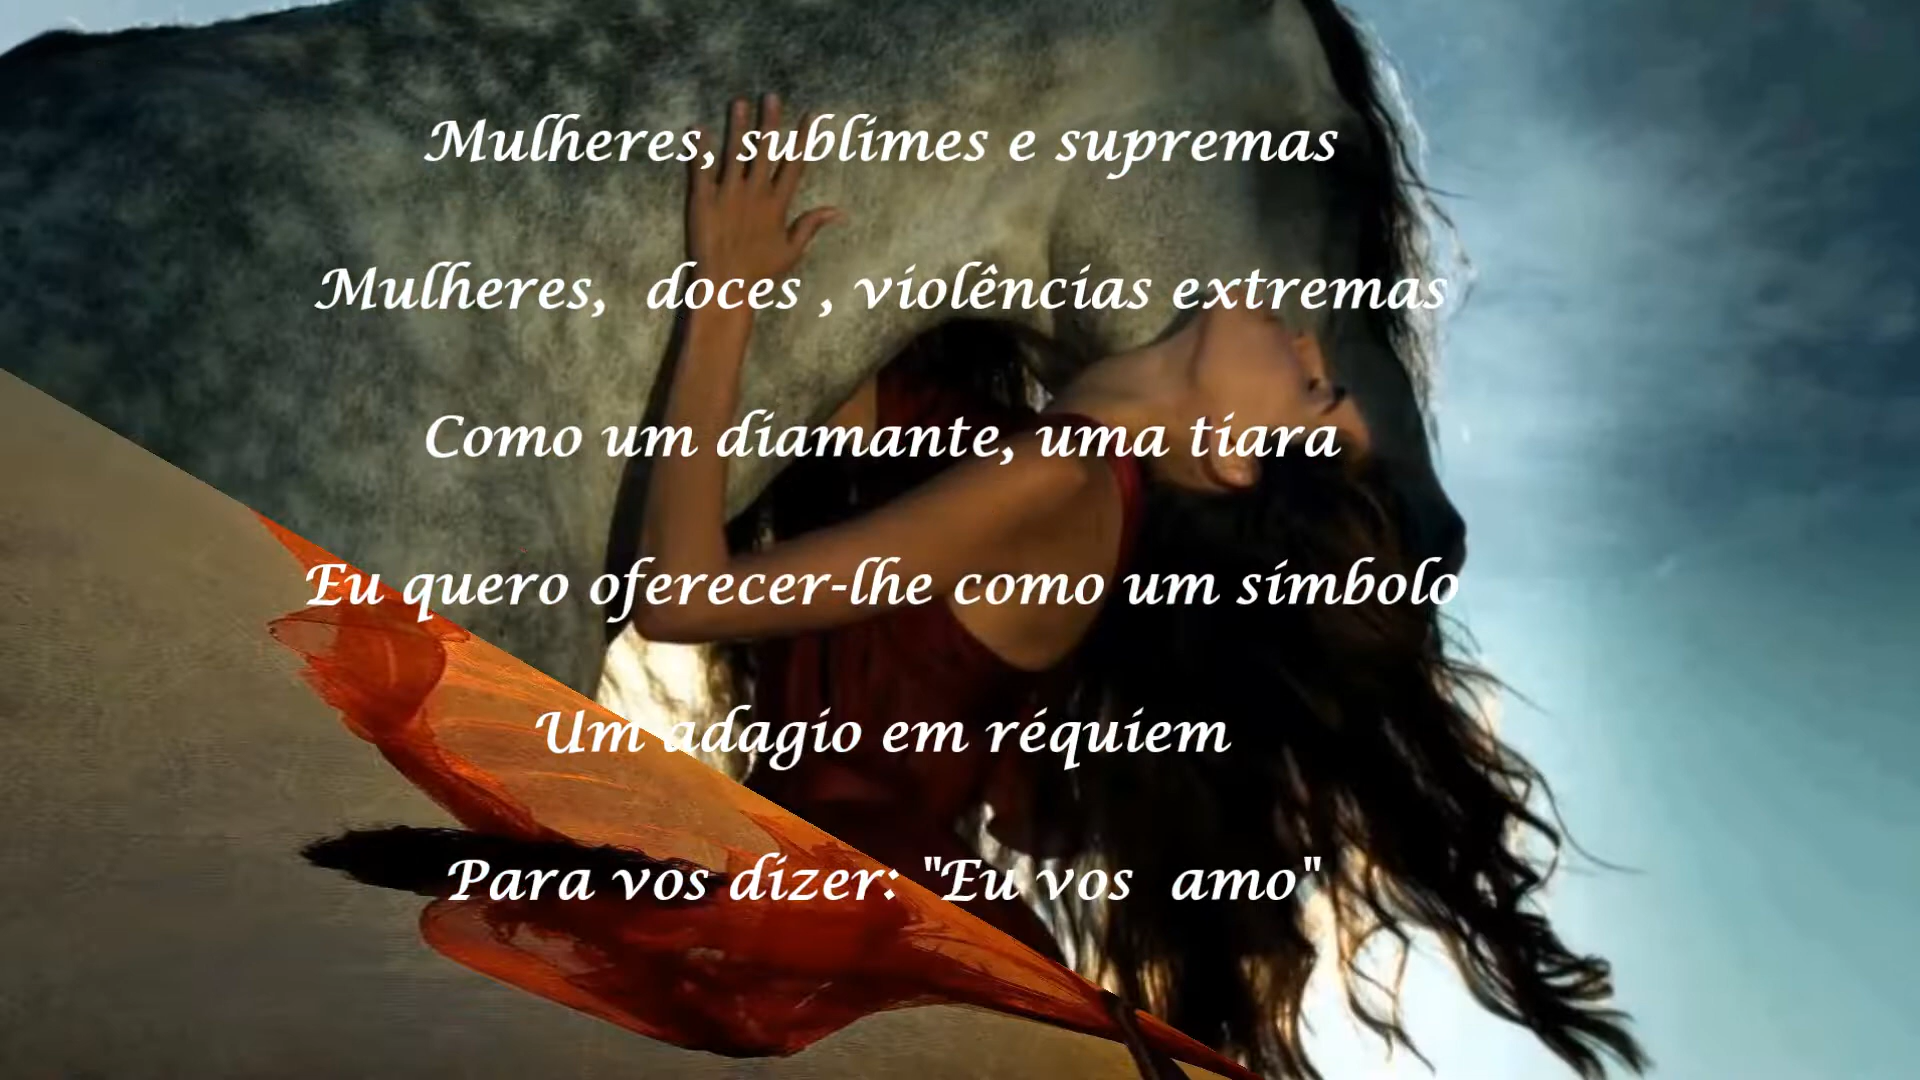 Mulheres, sublimes e supremas
Mulheres,  doces , violências extremas
Como um diamante, uma tiara
Eu quero oferecer-lhe como um símbolo
Um adagio em réquiem
Para vos dizer: "Eu vos  amo"